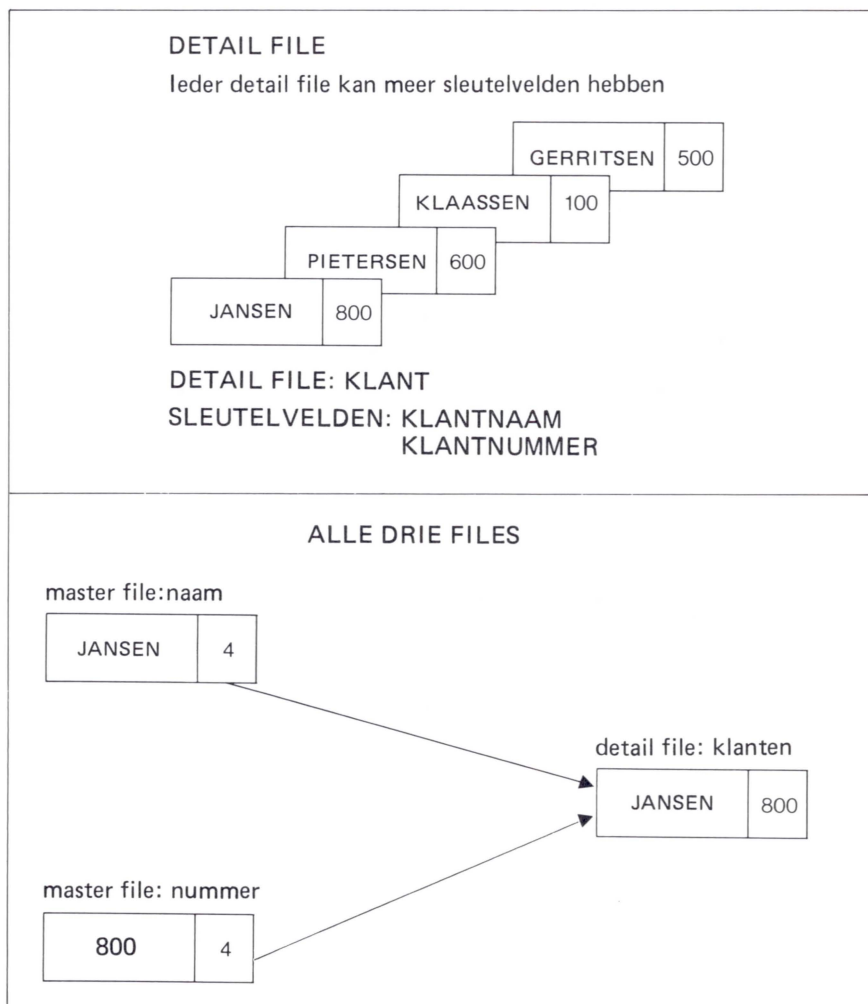 DETAIL FILE
Ieder detail file kan meer sleutelvelden hebben
GERRITSEN 500
KLAASSEN 100
PIETERSEN 600
JANSEN 800
DETAIL FILE: KLANT
SLEUTELVELDEN: KLANTNAAM
KLANTNUMMER
ALLE DRIE FILES
master file:naam
JANSEN 4
detail file: klanten
JANSEN 800
master file: nummer
800 4